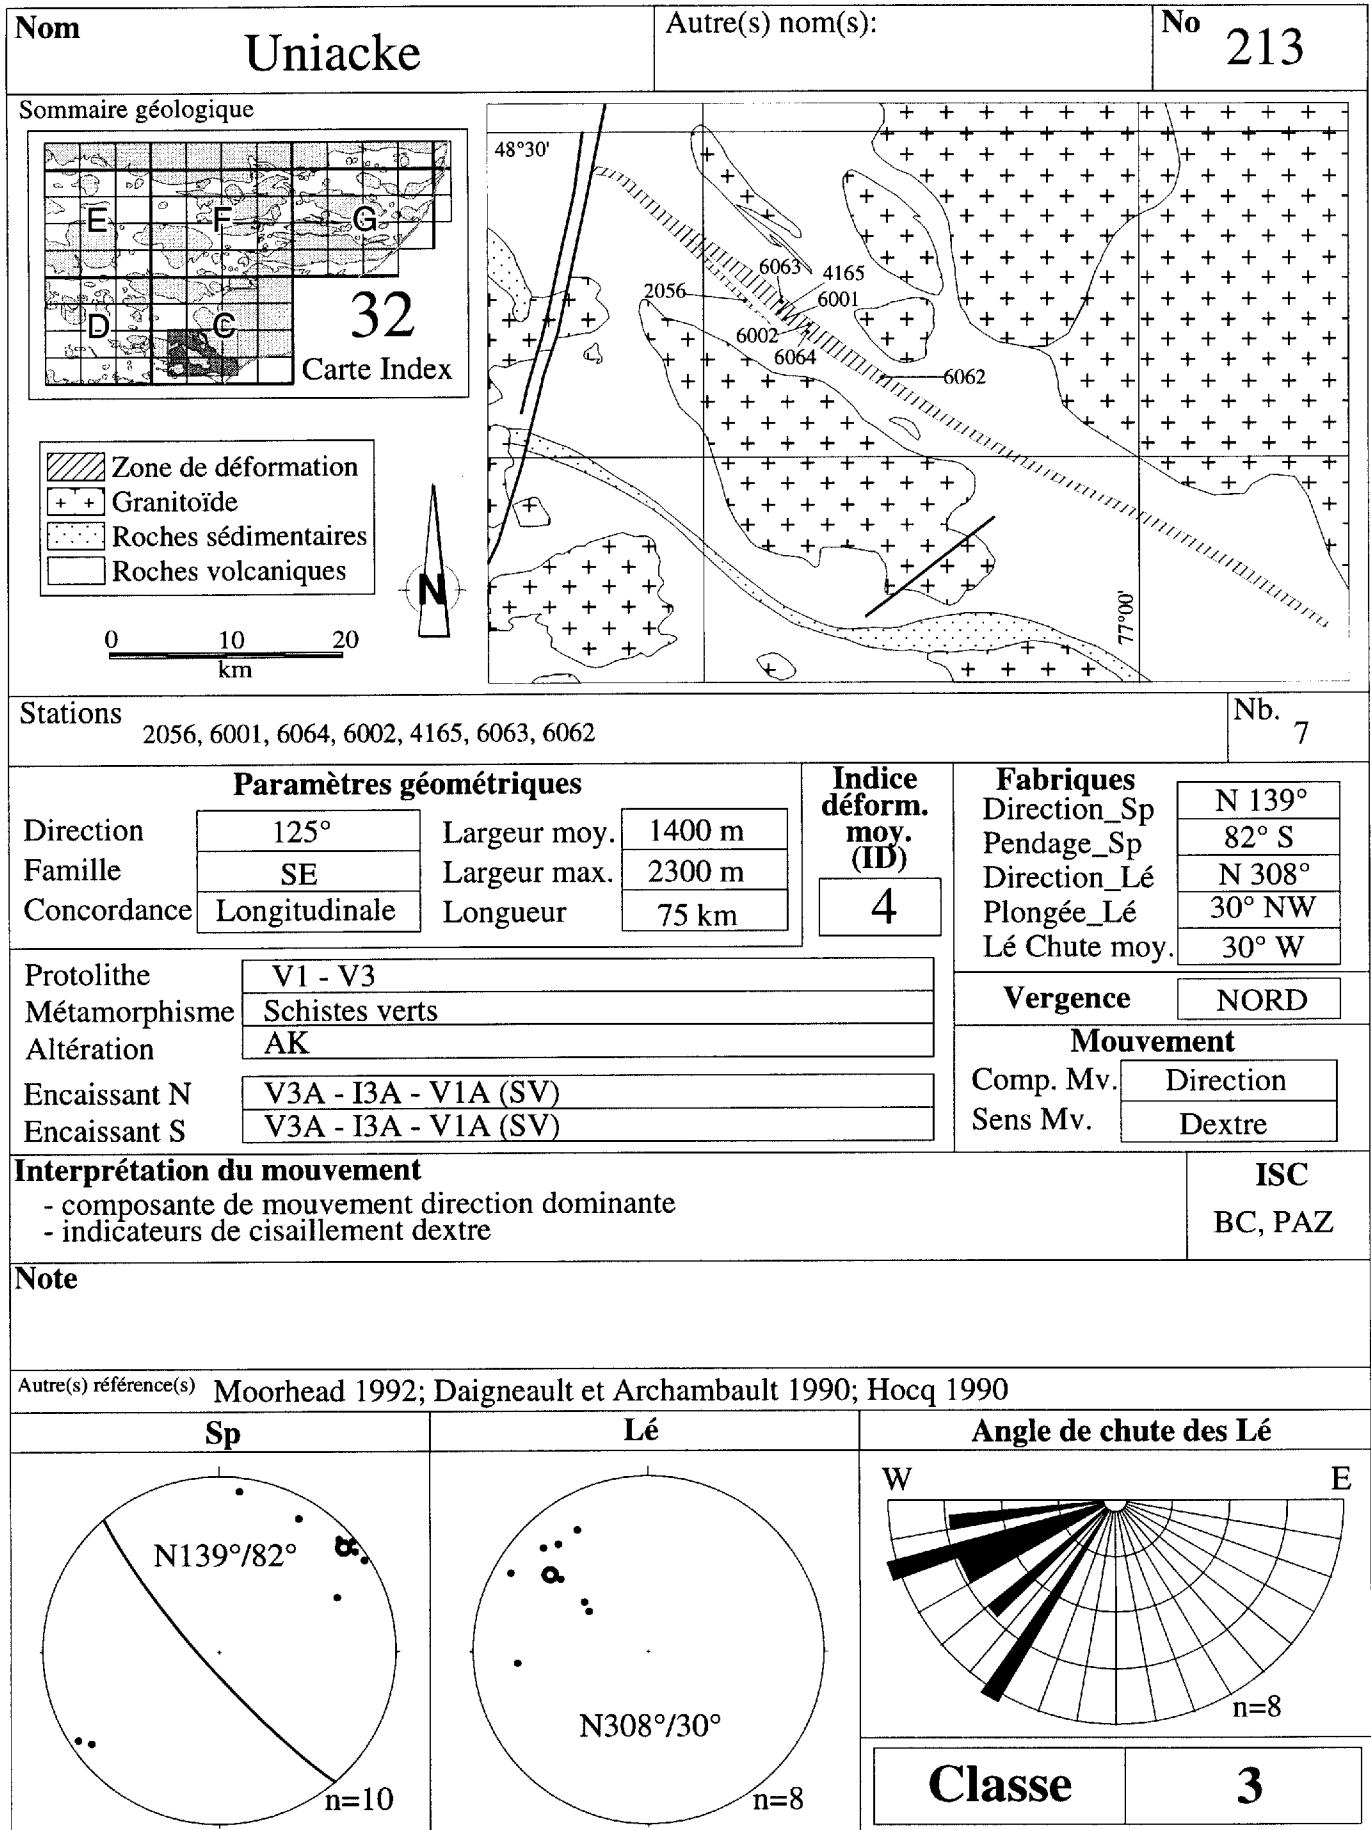 Nom
Uniacke
Autre(s) nom(s):
No
213
Sommaire géologique
E
F
G
D
C
32
Carte Index
Zone de déformation
Granitoïde
Roches sédimentaires
Roches volcaniques
N
0 10 20
km
48°30'
6063
4165
2056
6001
6002
6064
6062
77°00'
Stations
2056, 6001, 6064, 6002, 4165, 6063, 6062
Nb.
7
Paramètres géométriques
Direction 125° Largeur moy. 1400 m
Famille SE Largeur max. 2300 m
Concordance Longitudinale Longueur 75 km
Indice
déform.
moy.
(ID)
4
Fabriques
Direction_Sp N 139°
Pendage_Sp 82° S
Direction_Lé N 308°
Plongée_Lé 30° NW
Lé Chute moy. 30° W
Protolithe V1 - V3
Métamorphisme Schistes verts
Altération AK
Encaissant N V3A - I3A - V1A (SV)
Encaissant S V3A - I3A - V1A (SV)
Vergence NORD
Mouvement
Comp. Mv. Direction
Sens Mv. Dextre
Interprétation du mouvement
- composante de mouvement direction dominante
- indicateurs de cisaillement dextre
ISC
BC, PAZ
Note
Autre(s) référence(s) Moorhead 1992; Daigneault et Archambault 1990; Hocq 1990
Sp
N139°/82°
n=10
Lé
N308°/30°
n=8
Angle de chute des Lé
W E
n=8
Classe 3